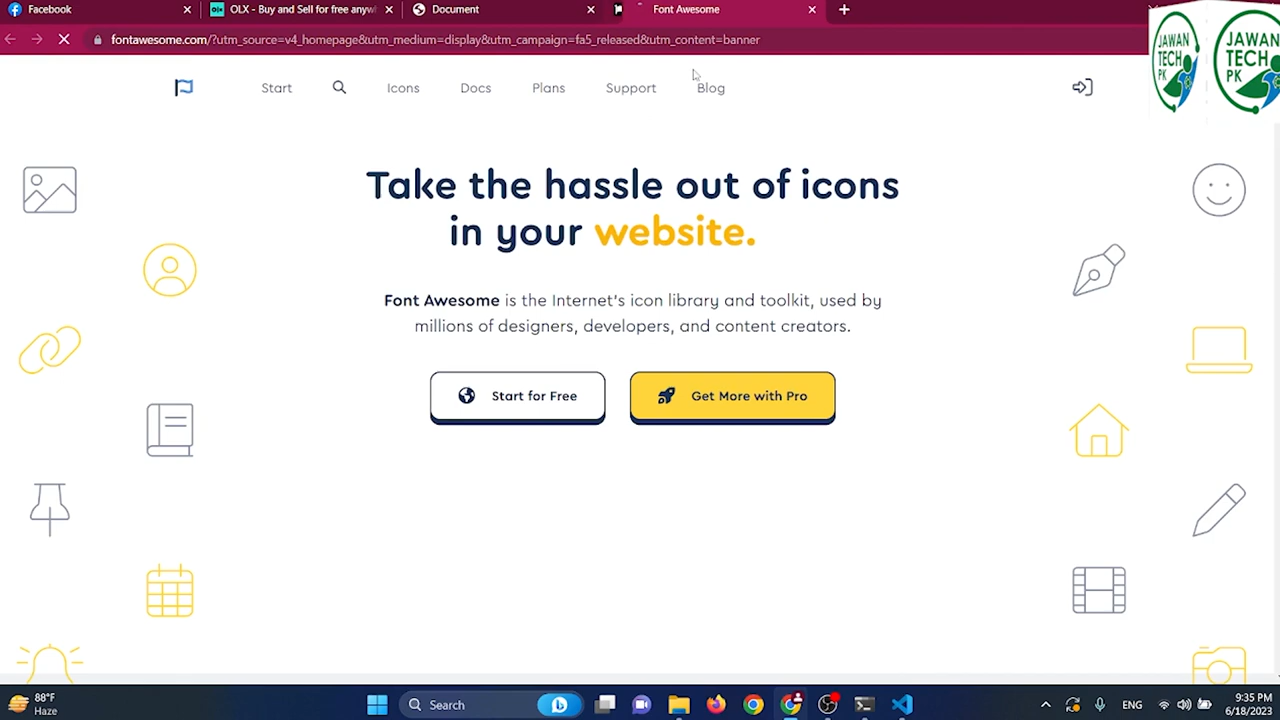 Facebook
OLX - Buy and Sell for free anyw
Document
Font Awesome
fontawesome.com/?utm_source=v4_homepage&utm_medium=display&utm_campaign=fa5_released&utm_content=banner
JAWAN
TECH
PK
JAWAN
TECH
PK
Start
Icons
Docs
Plans
Support
Blog
Take the hassle out of icons
in your website.
Font Awesome is the Internet's icon library and toolkit, used by
millions of designers, developers, and content creators.
Start for Free
Get More with Pro
88°F
Haze
Search
ENG
9:35 PM
6/18/2023